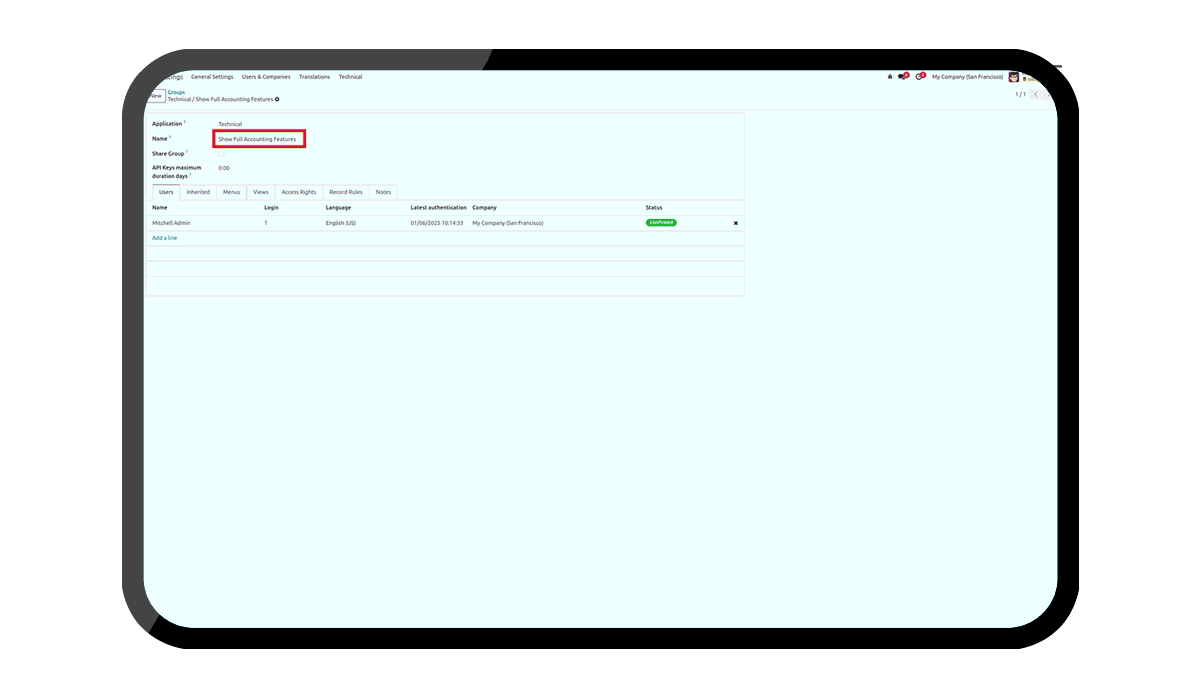 General Settings Users & Companies Translations Technical My Company (San Francisco)
New Groups
Technical / Show Full Accounting Features 1 / 1
Application ? Technical
Name ? Show Full Accounting Features
Share Group ?
API Keys maximum duration days ? 0.00
Users Inherited Menus Views Access Rights Record Rules Notes
Name Login Language Latest authentication Company Status
Mitchell Admin 1 English (US) 01/06/2025 10:14:33 My Company (San Francisco) Confirmed
Add a line